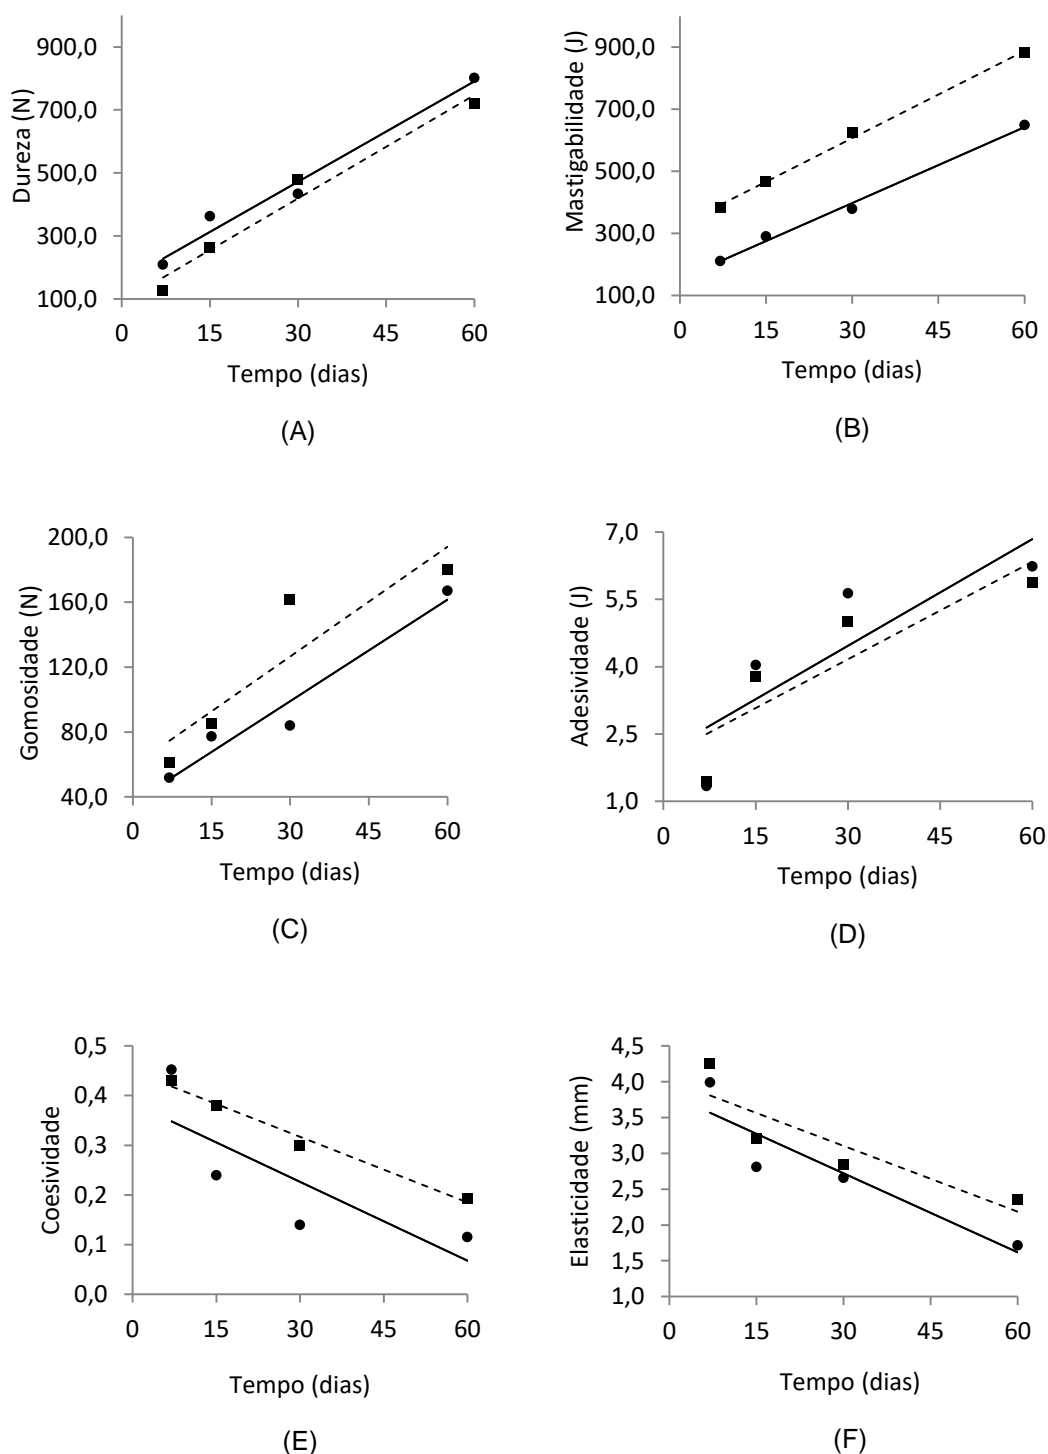 900,0
700,0
500,0
300,0
100,0
Dureza (N)
0 15 30 45 60
Tempo (dias)
(A)
900,0
700,0
500,0
300,0
100,0
Mastigabilidade (J)
0 15 30 45 60
Tempo (dias)
(B)
200,0
160,0
120,0
80,0
40,0
Gomosidade (N)
0 15 30 45 60
Tempo (dias)
(C)
7,0
5,5
4,0
2,5
1,0
Adesividade (J)
0 15 30 45 60
Tempo (dias)
(D)
0,5
0,4
0,3
0,2
0,1
0,0
Coesividade
0 15 30 45 60
Tempo (dias)
(E)
4,5
4,0
3,5
3,0
2,5
2,0
1,5
1,0
Elasticidade (mm)
0 15 30 45 60
Tempo (dias)
(F)